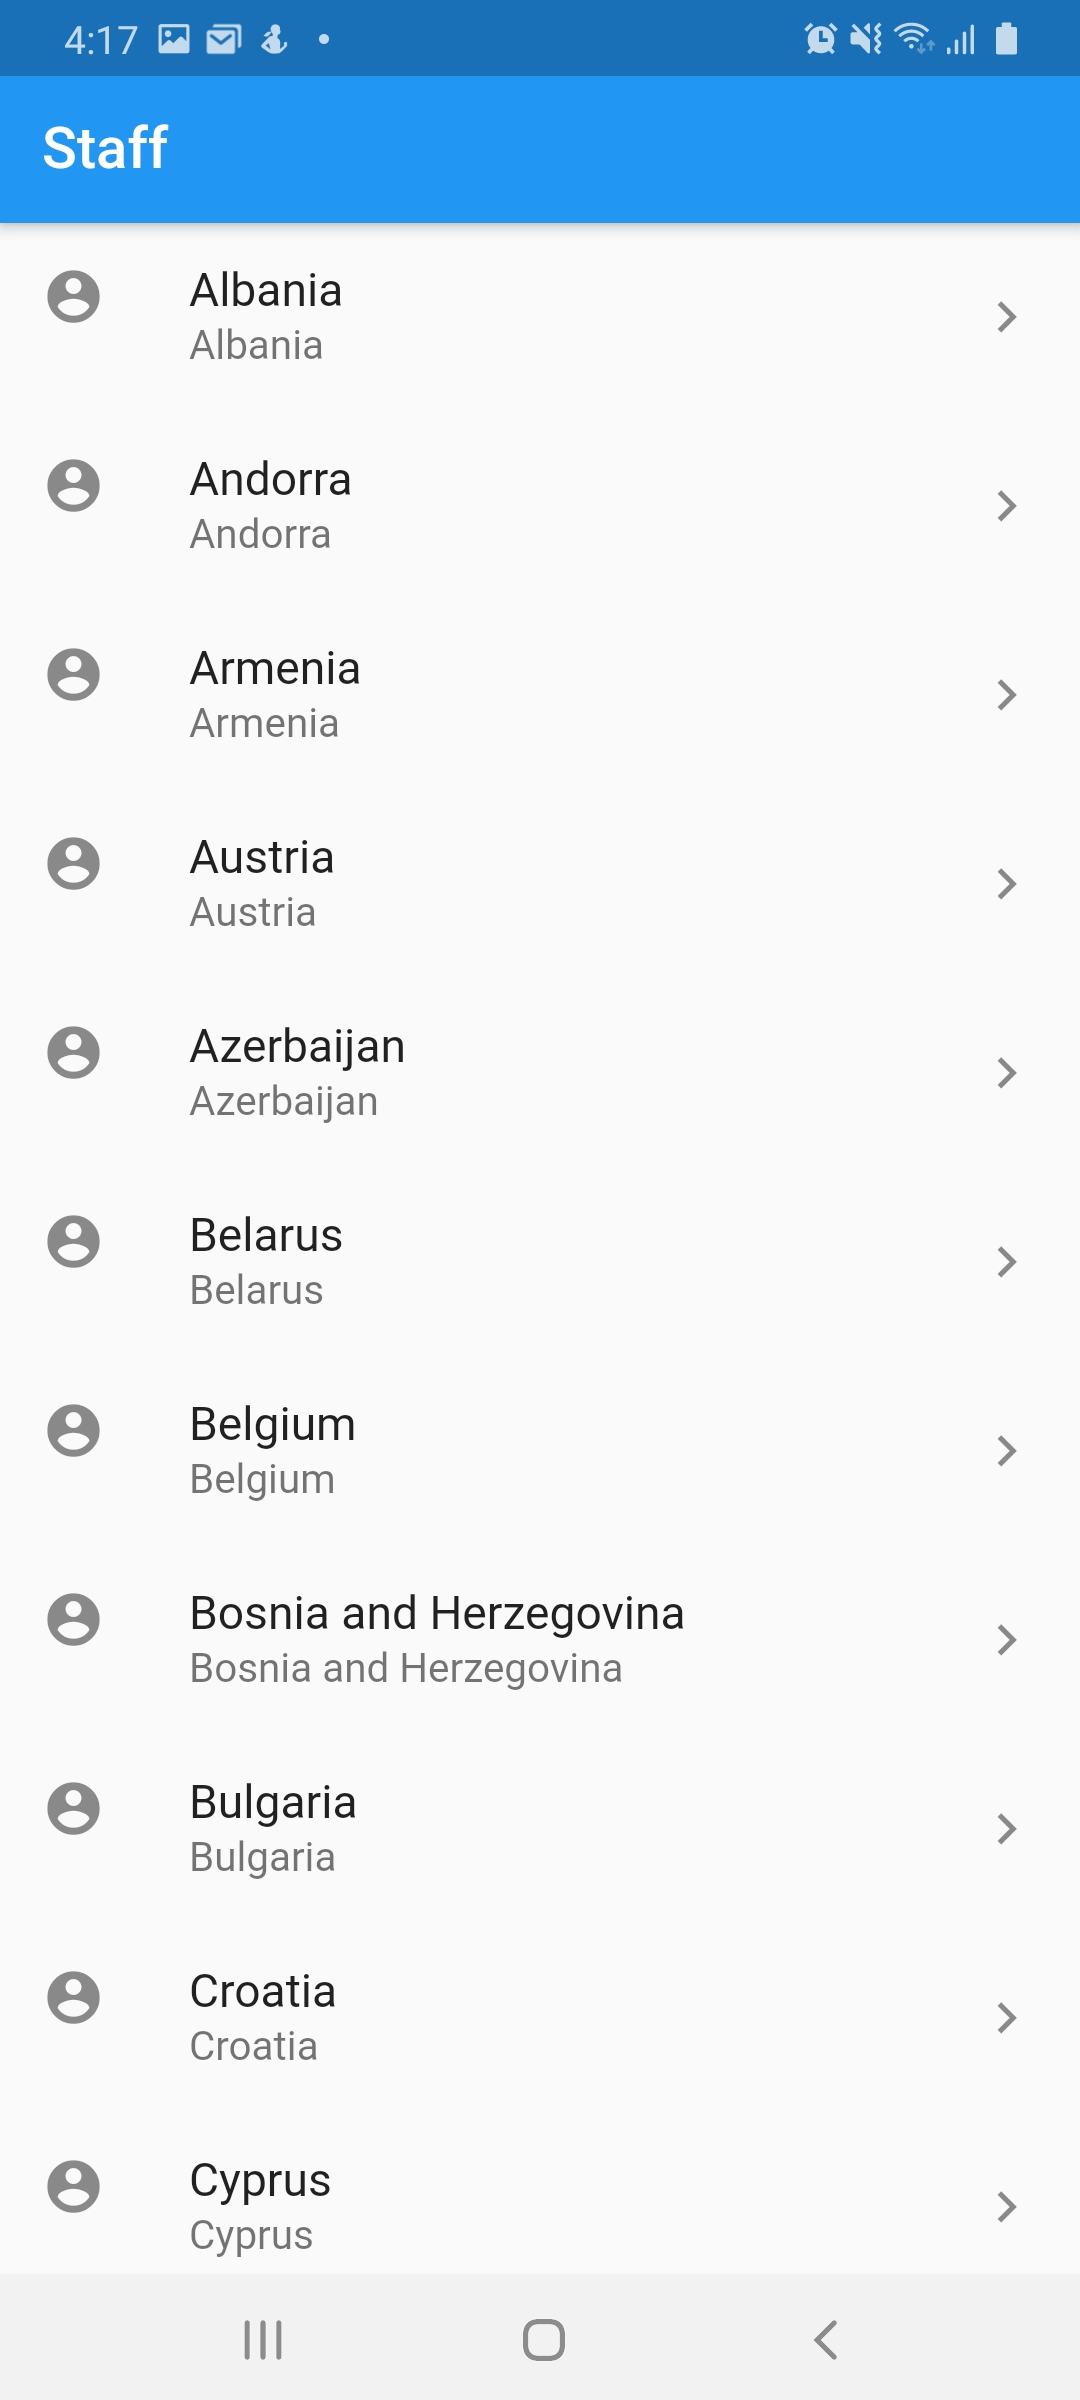 4:17
Staff
Albania
Albania
Andorra
Andorra
Armenia
Armenia
Austria
Austria
Azerbaijan
Azerbaijan
Belarus
Belarus
Belgium
Belgium
Bosnia and Herzegovina
Bosnia and Herzegovina
Bulgaria
Bulgaria
Croatia
Croatia
Cyprus
Cyprus